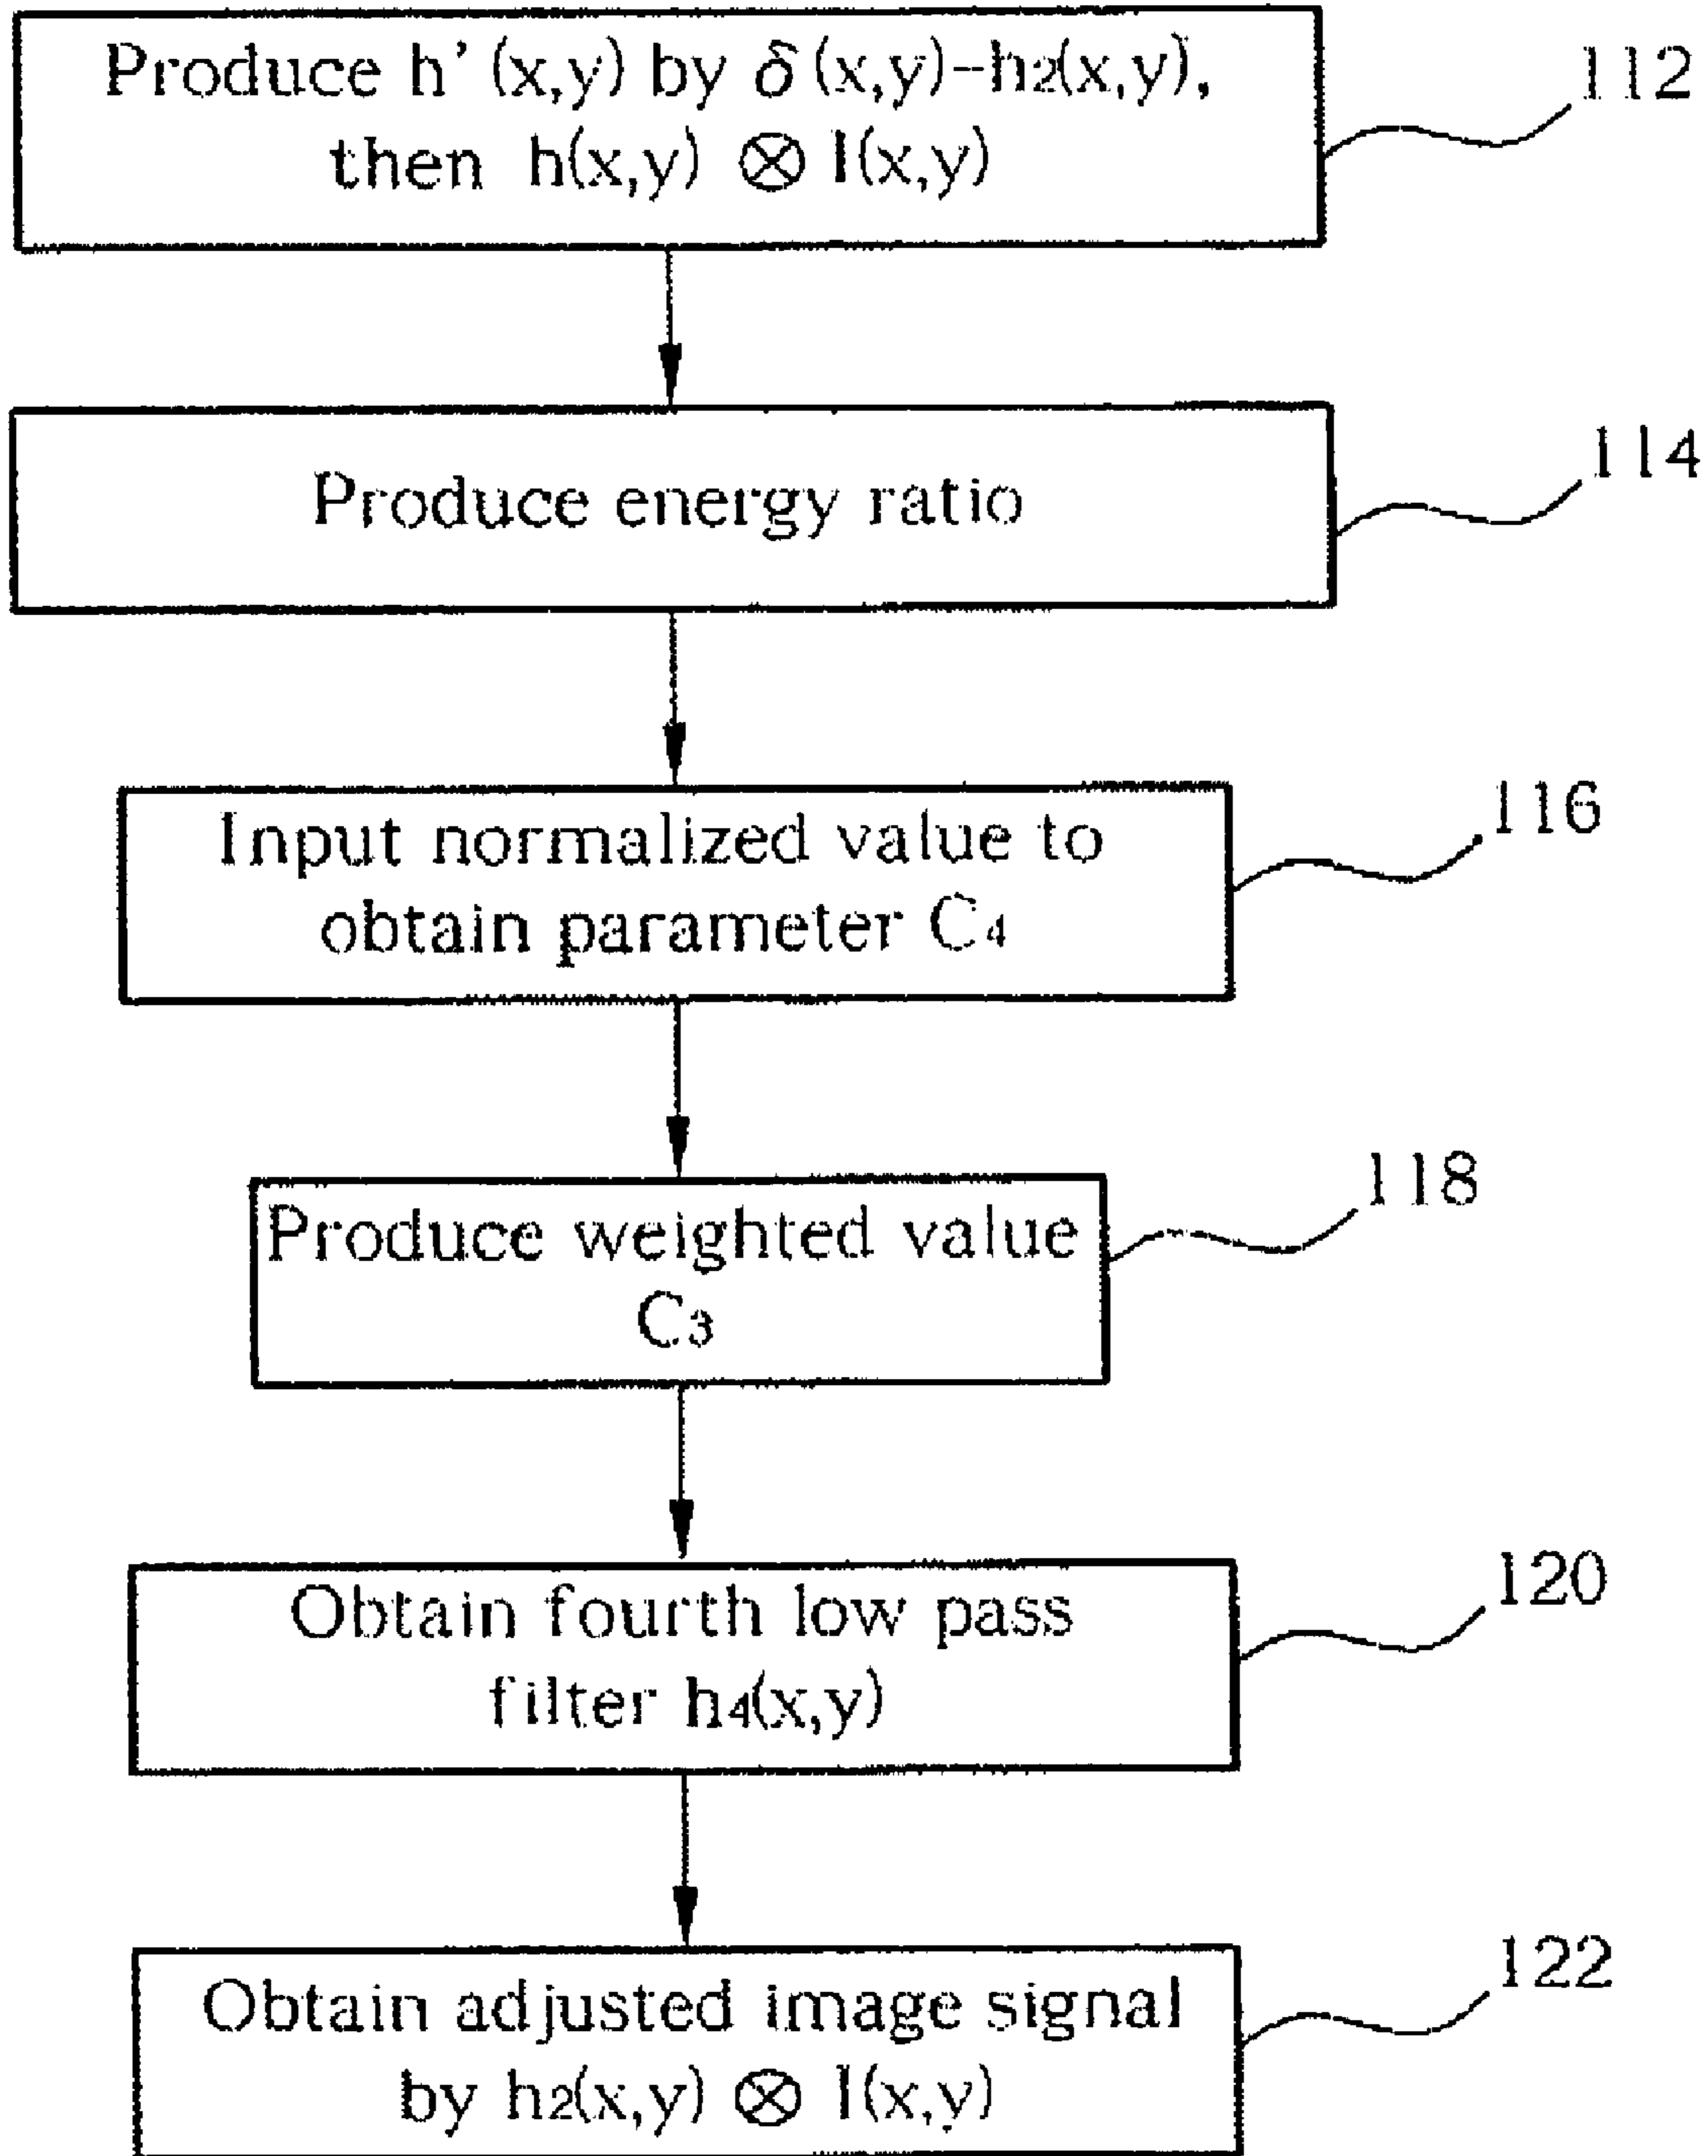 Produce h' (x,y) by δ (x,y)-h₂(x,y),
then h(x,y) ⊗ I(x,y)
112
Produce energy ratio
114
Input normalized value to
obtain parameter C₄
116
Produce weighted value
C₃
118
Obtain fourth low pass
filter h₄(x,y)
120
Obtain adjusted image signal
by h₂(x,y) ⊗ I(x,y)
122